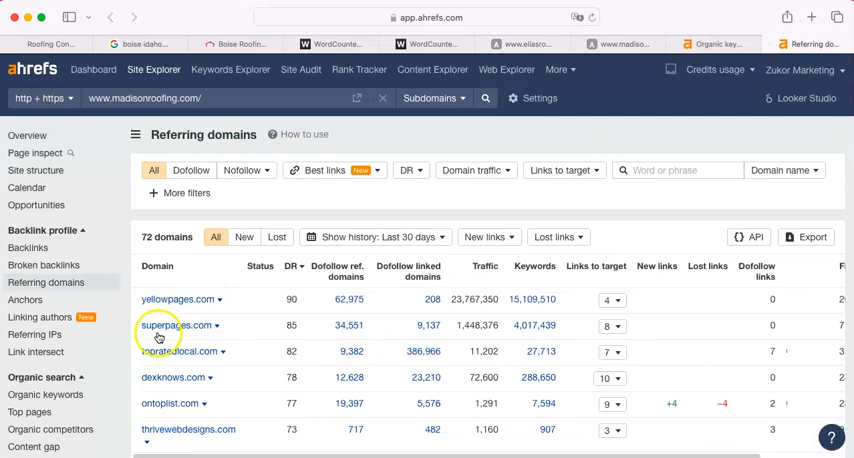 app.ahrefs.com
Roofing Con...
boise idaho...
Boise Roofin...
WordCounte...
WordCounte...
www.eliasro...
www.madiso...
Organic key...
Referring do...
ahrefs
Dashboard
Site Explorer
Keywords Explorer
Site Audit
Rank Tracker
Content Explorer
Web Explorer
More
Credits usage
Zukor Marketing
http + https
www.madisonroofing.com/
Subdomains
Settings
Looker Studio
Overview
Page inspect
Site structure
Calendar
Opportunities
Backlink profile
Backlinks
Broken backlinks
Referring domains
Anchors
Linking authors New
Referring IPs
Link intersect
Organic search
Organic keywords
Top pages
Organic competitors
Content gap
Referring domains
How to use
All
Dofollow
Nofollow
Best links New
DR
Domain traffic
Links to target
Word or phrase
Domain name
More filters
72 domains
All
New
Lost
Show history: Last 30 days
New links
Lost links
API
Export
Domain Status DR Dofollow ref. domains Dofollow linked domains Traffic Keywords Links to target New links Lost links Dofollow links
yellowpages.com 90 62,975 208 23,767,350 15,109,510 4 0
superpages.com 85 34,551 9,137 1,448,376 4,017,439 8 0
topratedlocal.com 82 9,382 386,966 11,202 27,713 7 7
dexknows.com 78 12,628 23,210 72,600 288,650 10 0
ontoplist.com 77 19,397 5,576 1,291 7,594 9 +4 –4 2
thrivewebdesigns.com 73 717 482 1,160 907 3 3
?